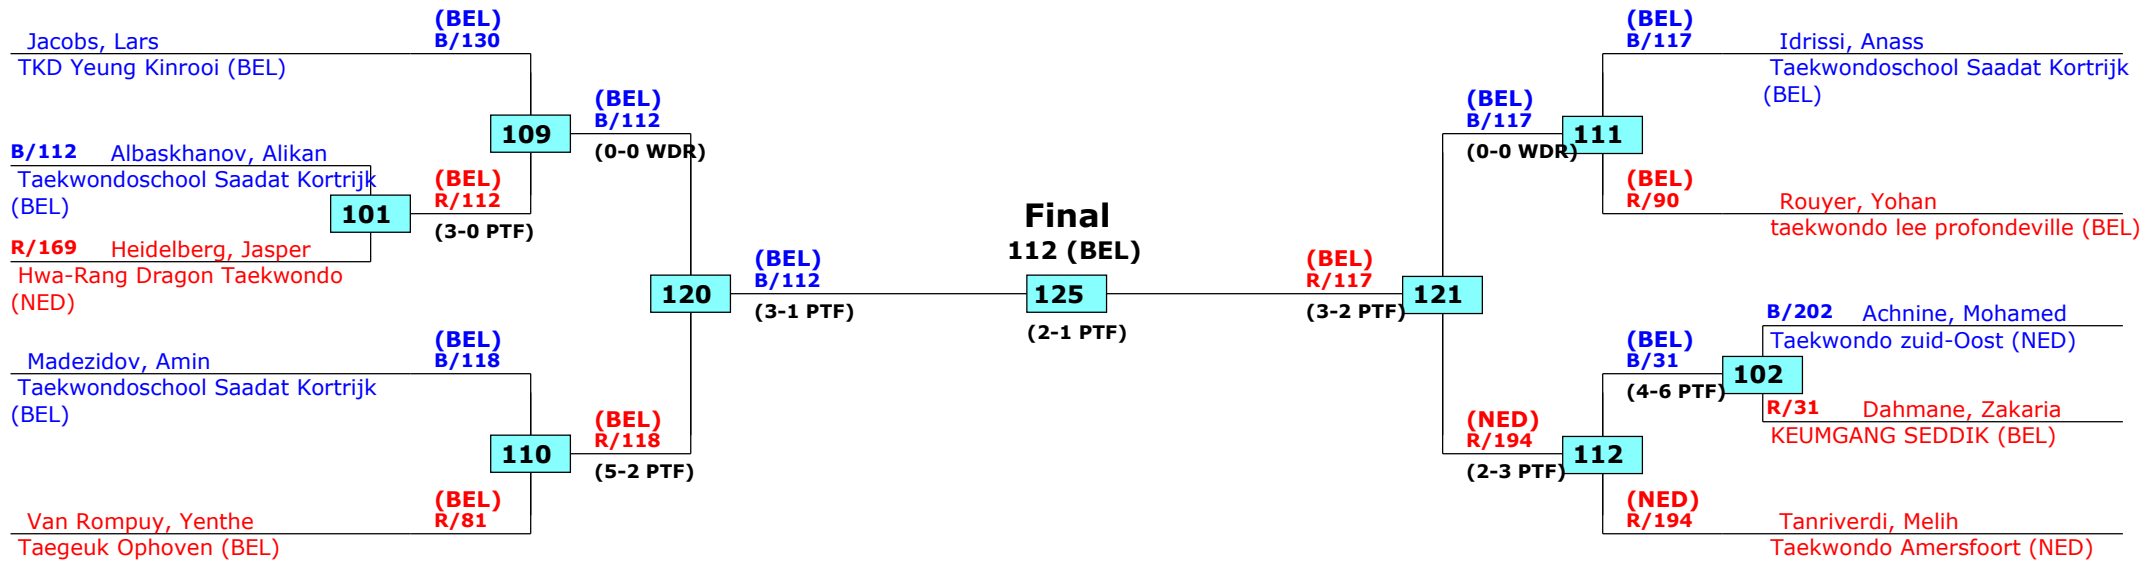 (BEL)
B/130
Jacobs, Lars
TKD Yeung Kinrooi (BEL)
109
(BEL)
B/112
(0-0 WDR)
B/112 Albaskhanov, Alikan
Taekwondoschool Saadat Kortrijk
(BEL)
101
(BEL)
R/112
(3-0 PTF)
R/169 Heidelberg, Jasper
Hwa-Rang Dragon Taekwondo
(NED)
120
(BEL)
B/112
(3-1 PTF)
(BEL)
B/118
Madezidov, Amin
Taekwondoschool Saadat Kortrijk
(BEL)
110
(BEL)
R/118
(5-2 PTF)
(BEL)
R/81
Van Rompuy, Yenthe
Taegeuk Ophoven (BEL)
Final
112 (BEL)
125
(2-1 PTF)
(BEL)
B/117
Idrissi, Anass
Taekwondoschool Saadat Kortrijk
(BEL)
(BEL)
B/117
(0-0 WDR)
111
(BEL)
R/90
Rouyer, Yohan
taekwondo lee profondeville (BEL)
(BEL)
R/117
(3-2 PTF)
121
B/202 Achnine, Mohamed
Taekwondo zuid-Oost (NED)
(BEL)
B/31
(4-6 PTF)
102
R/31 Dahmane, Zakaria
KEUMGANG SEDDIK (BEL)
(NED)
R/194
(2-3 PTF)
112
(NED)
R/194
Tanriverdi, Melih
Taekwondo Amersfoort (NED)